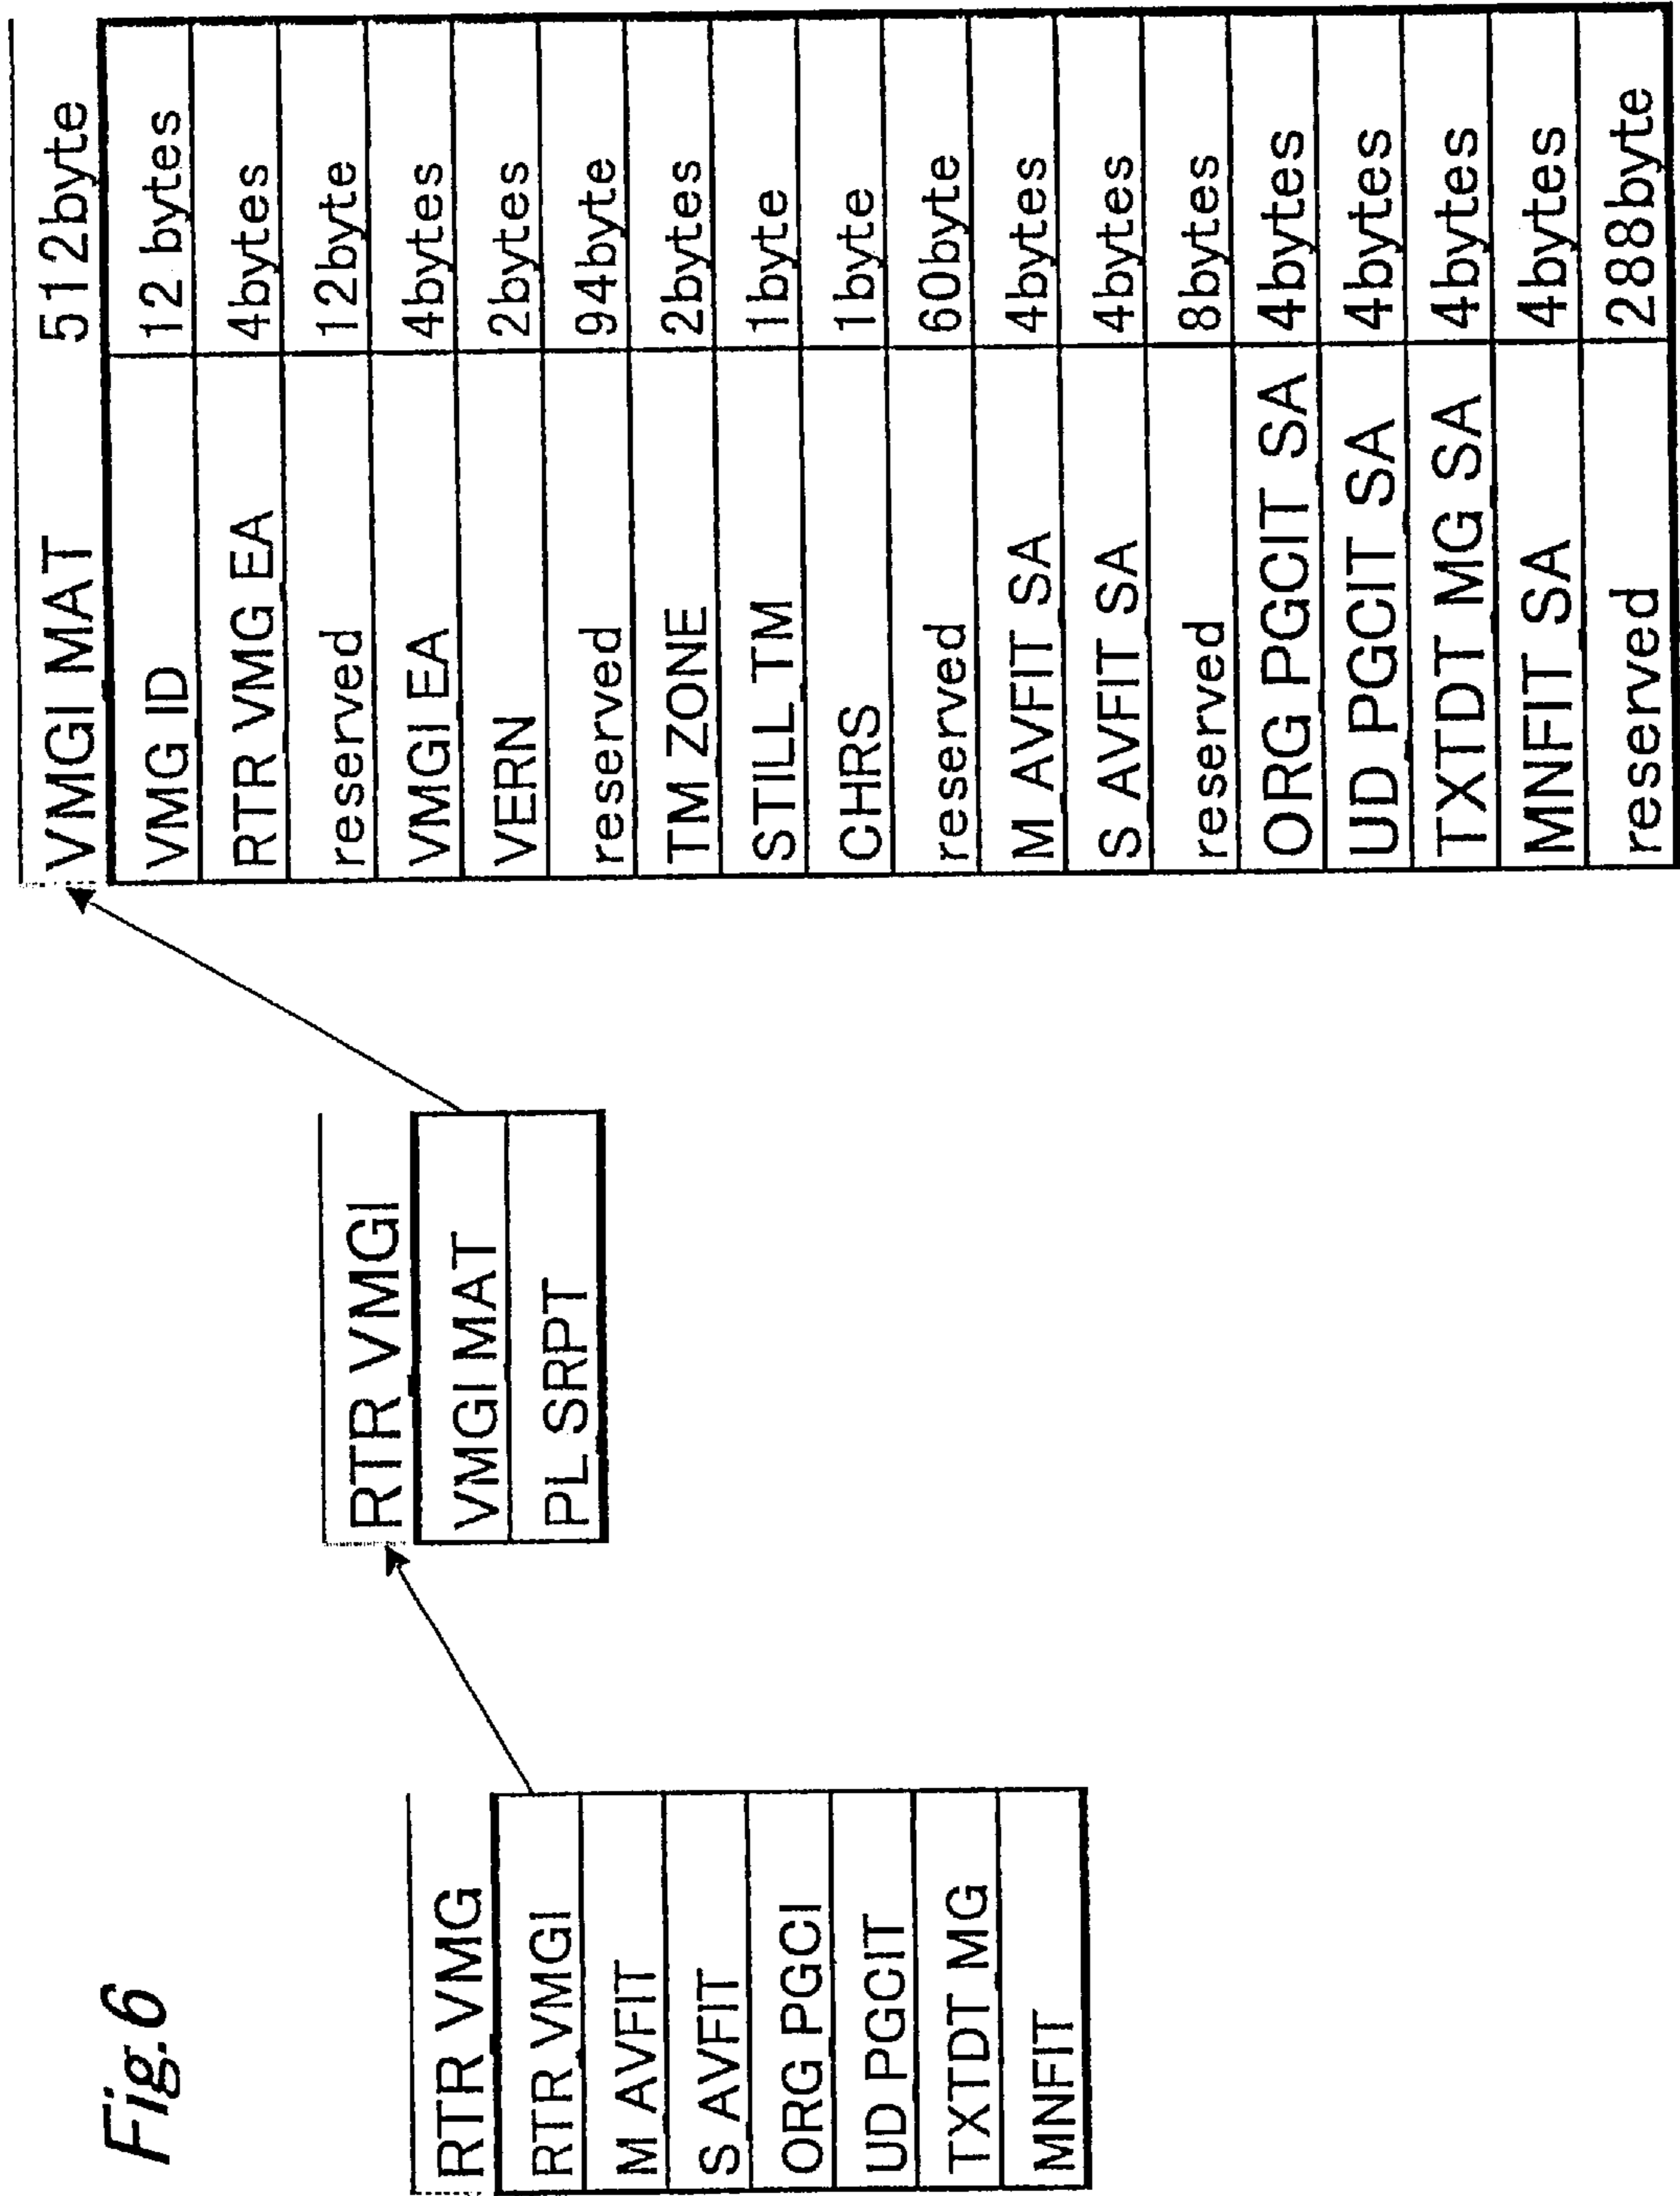 Fig.6
RTR VMG
RTR VMGI
M AVFIT
S AVFIT
ORG PGCI
UD PGCIT
TXTDT MG
MNFIT
RTR VMGI
VMGI MAT
PL SRPT
VMGI MAT 512byte
VMG ID 12 bytes
RTR VMG EA 4bytes
reserved 12byte
VMGI EA 4bytes
VERN 2bytes
reserved 94byte
TM ZONE 2bytes
STILL TM 1byte
CHRS 1byte
reserved 60byte
M AVFIT SA 4bytes
S AVFIT SA 4bytes
reserved 8bytes
ORG PGCIT SA 4bytes
UD PGCIT SA 4bytes
TXTDT MG SA 4bytes
MNFIT SA 4bytes
reserved 288byte